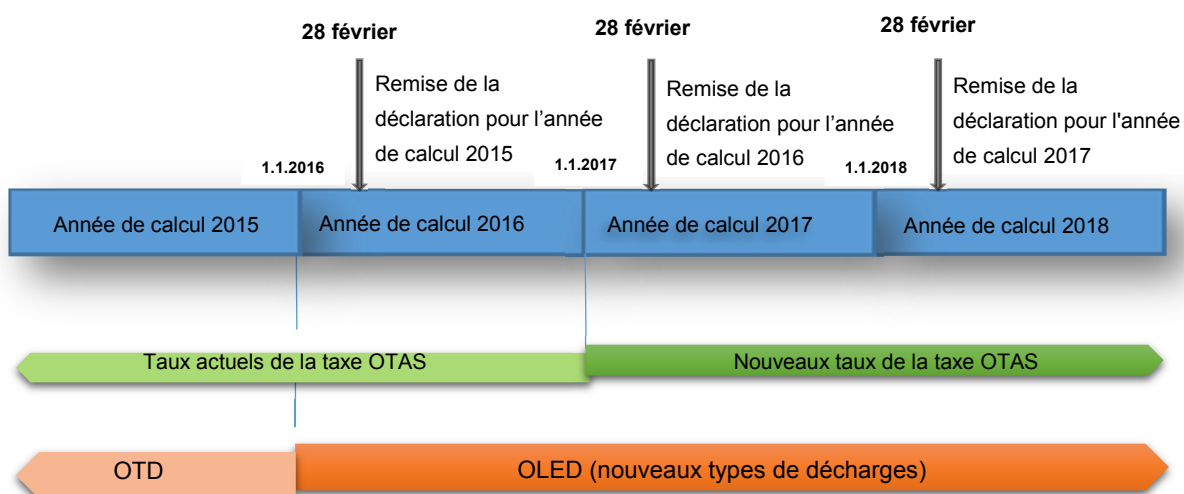 28 février
28 février
28 février
Remise de la
déclaration pour l’année
de calcul 2015
Remise de la
déclaration pour l’année
de calcul 2016
Remise de la
déclaration pour l'année
de calcul 2017
1.1.2016
1.1.2017
1.1.2018
Année de calcul 2015
Année de calcul 2016
Année de calcul 2017
Année de calcul 2018
Taux actuels de la taxe OTAS
Nouveaux taux de la taxe OTAS
OTD
OLED (nouveaux types de décharges)